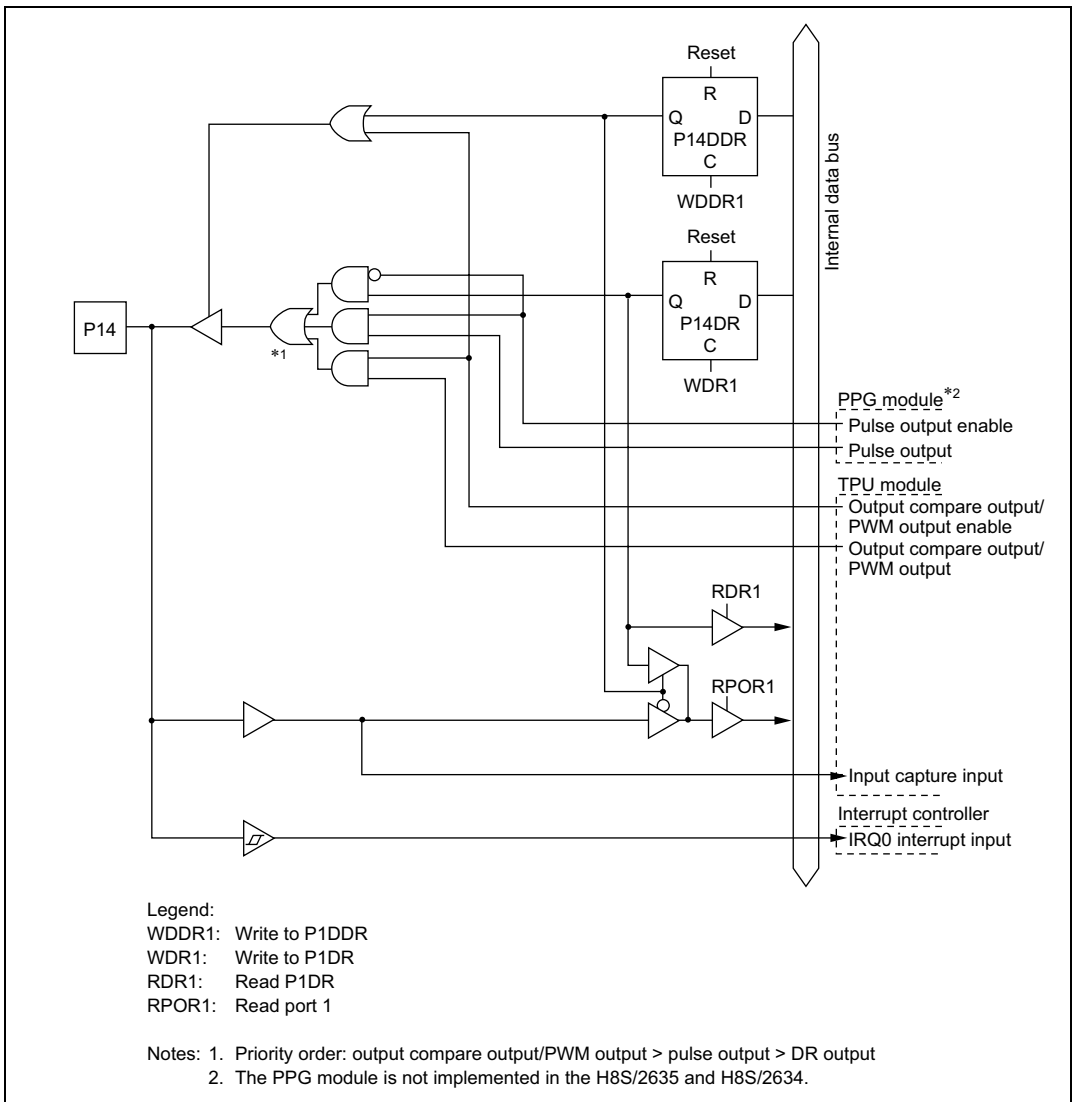 Reset
R
Q D
P14DDR
C
WDDR1
Internal data bus
Reset
R
Q D
P14DR
C
WDR1
P14
*1
PPG module*2
Pulse output enable
Pulse output
TPU module
Output compare output/
PWM output enable
Output compare output/
PWM output
RDR1
RPOR1
Input capture input
Interrupt controller
IRQ0 interrupt input
Legend:
WDDR1: Write to P1DDR
WDR1: Write to P1DR
RDR1: Read P1DR
RPOR1: Read port 1
Notes: 1. Priority order: output compare output/PWM output > pulse output > DR output
2. The PPG module is not implemented in the H8S/2635 and H8S/2634.